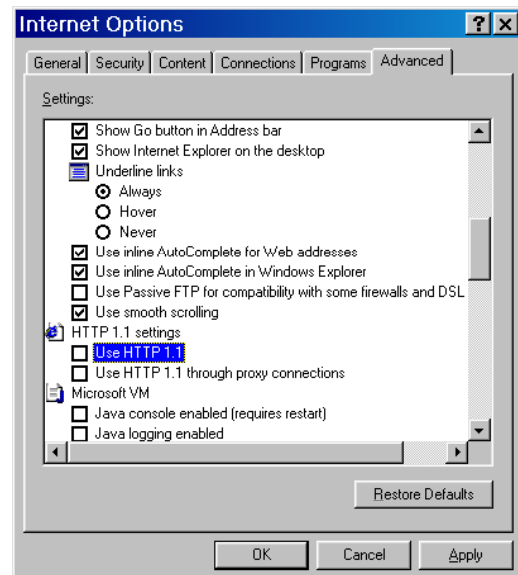 Internet Options
General Security Content Connections Programs Advanced
Settings:
Show Go button in Address bar
Show Internet Explorer on the desktop
Underline links
Always
Hover
Never
Use inline AutoComplete for Web addresses
Use inline AutoComplete in Windows Explorer
Use Passive FTP for compatibility with some firewalls and DSL
Use smooth scrolling
HTTP 1.1 settings
Use HTTP 1.1
Use HTTP 1.1 through proxy connections
Microsoft VM
Java console enabled (requires restart)
Java logging enabled
Restore Defaults
OK Cancel Apply